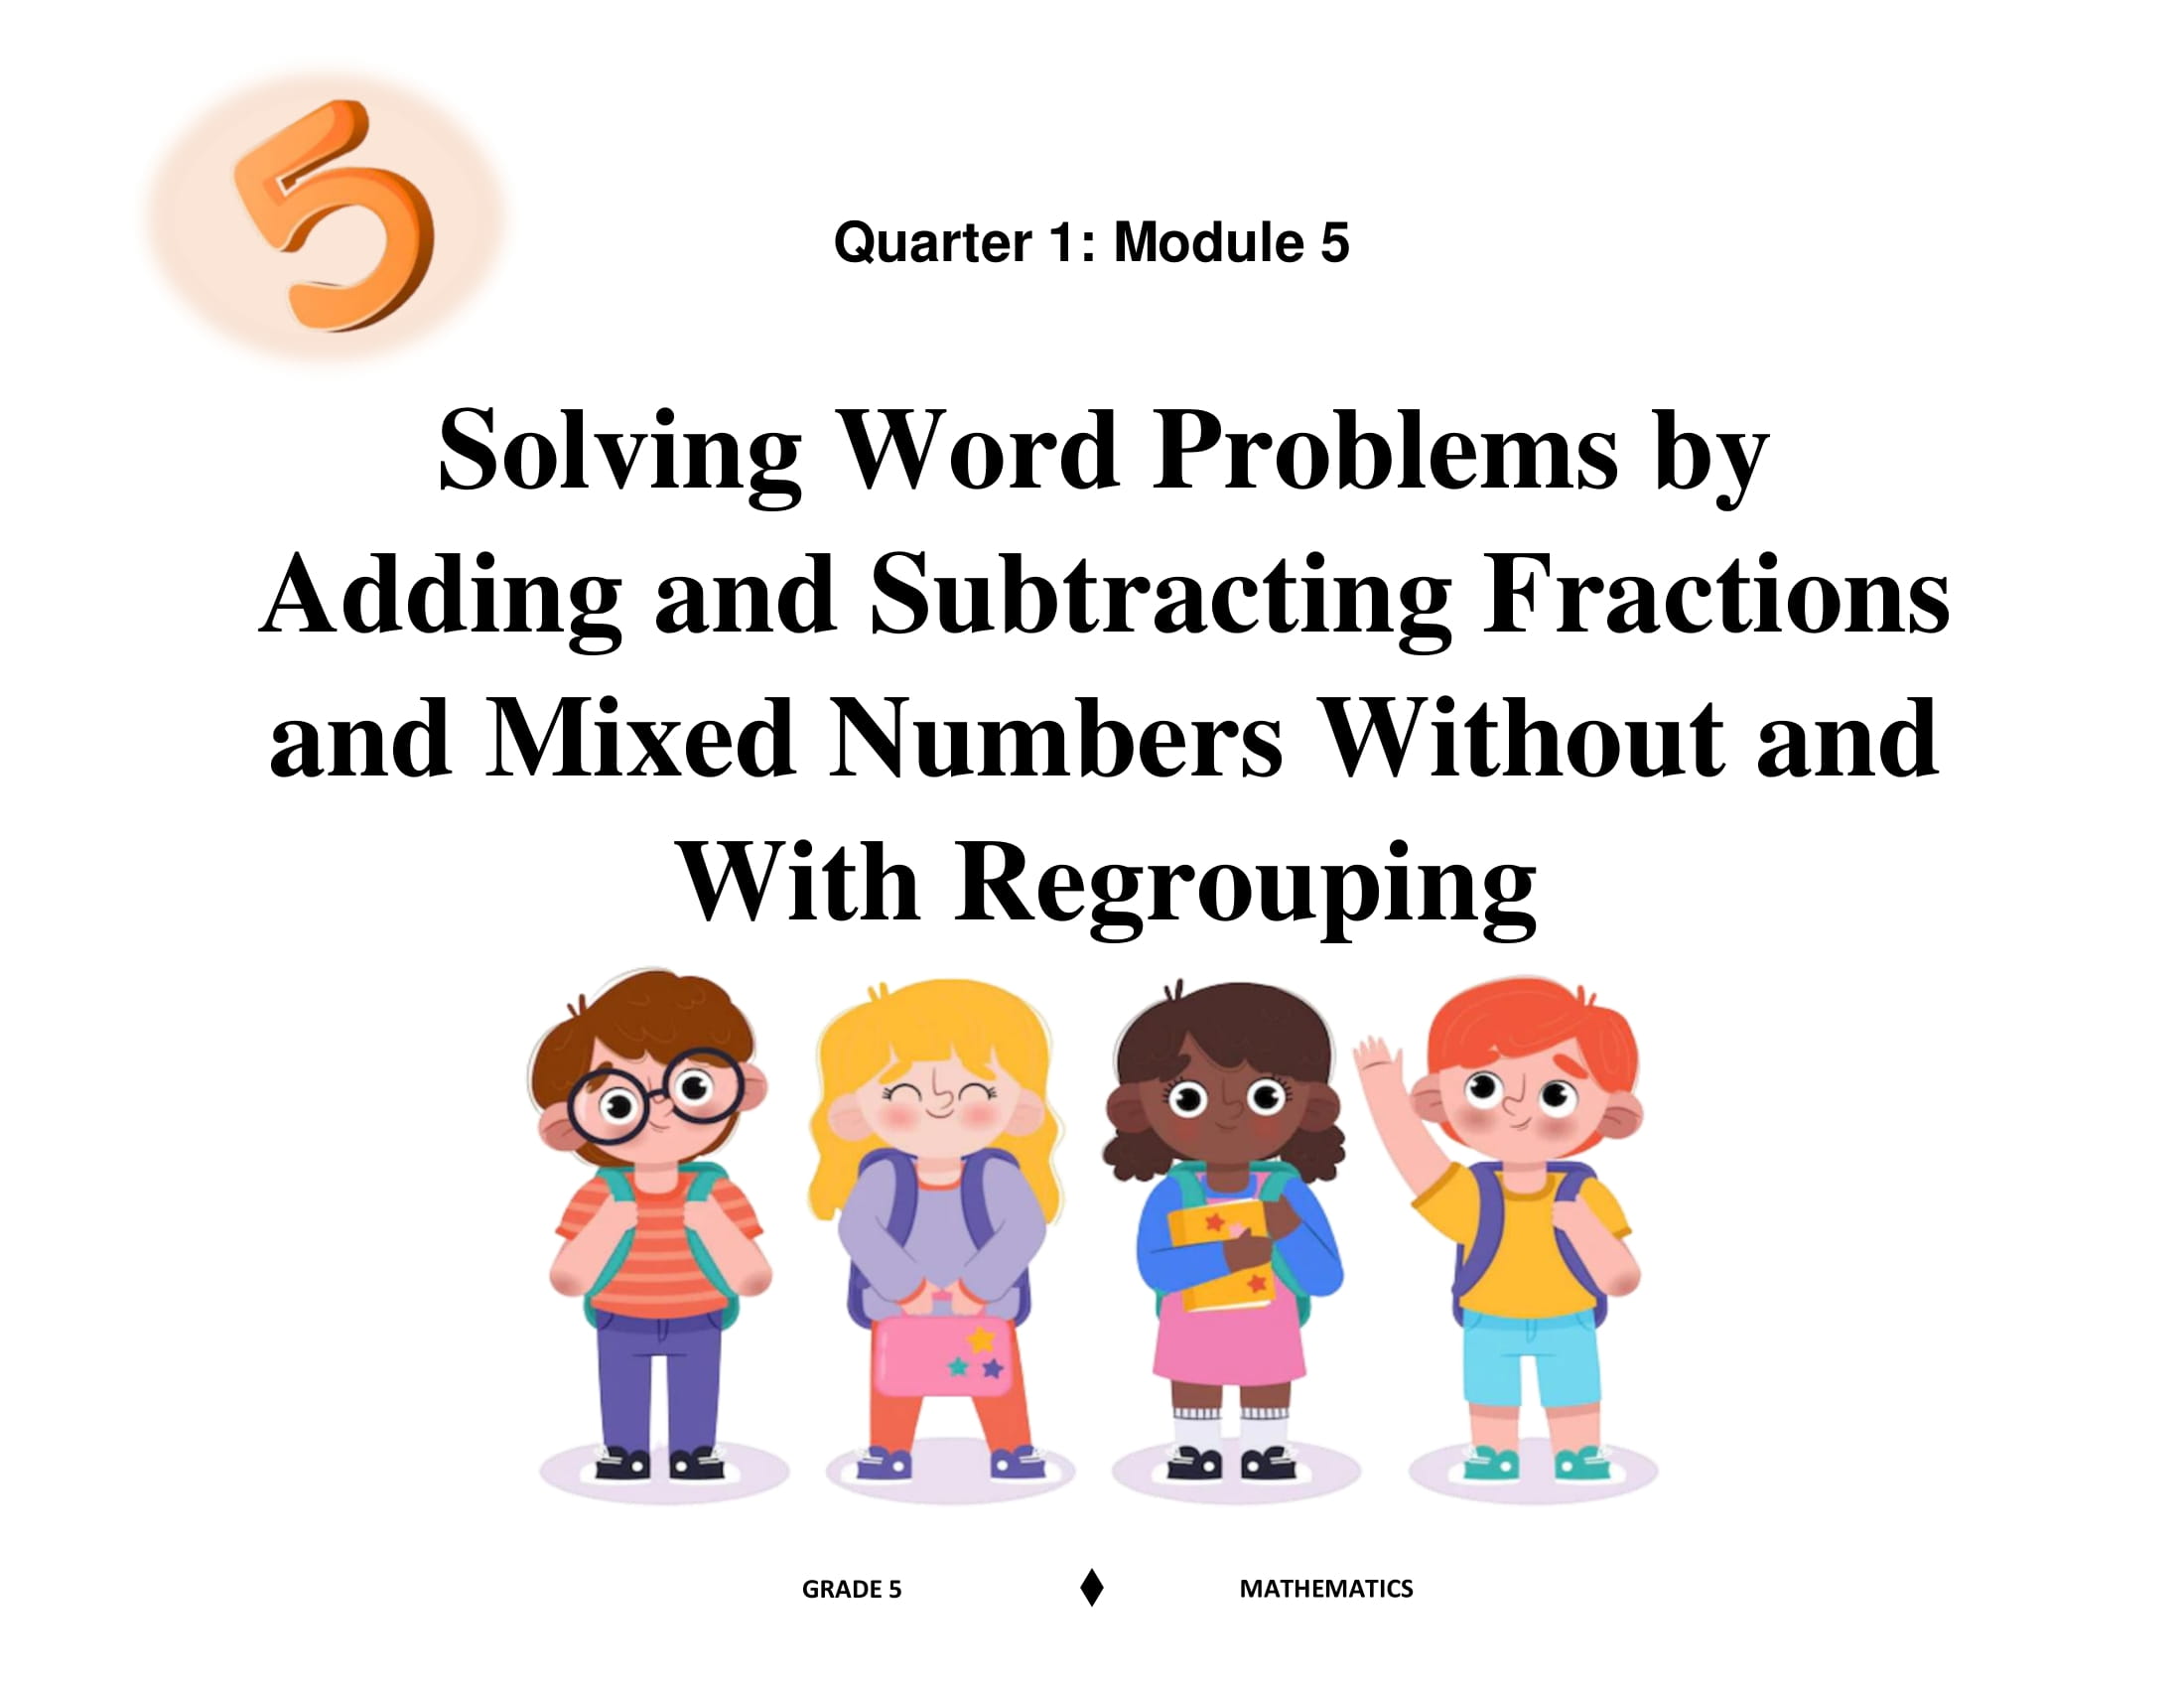 5
Quarter 1: Module 5
Solving Word Problems by
Adding and Subtracting Fractions
and Mixed Numbers Without and
With Regrouping
GRADE 5 ♦ MATHEMATICS